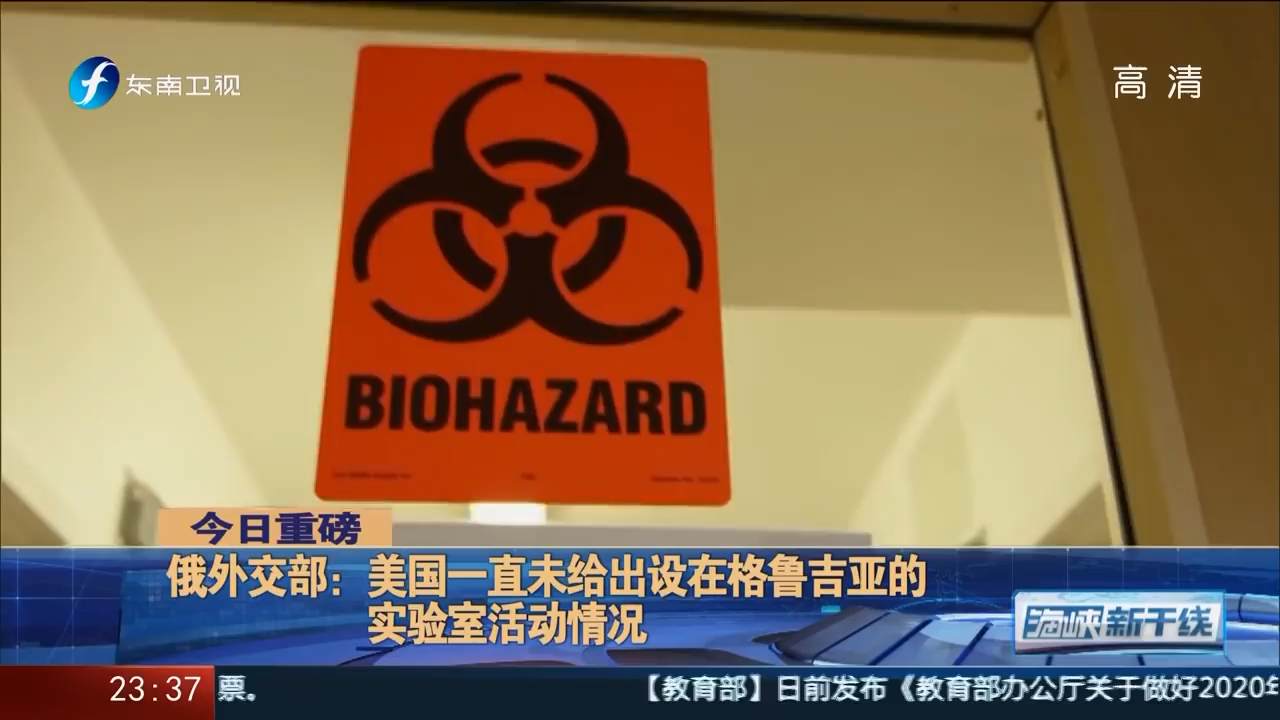 东南卫视
高清
BIOHAZARD
今日重磅
俄外交部：美国一直未给出设在格鲁吉亚的
实验室活动情况
海峡新干线
23:37
票。
【教育部】日前发布《教育部办公厅关于做好2020年